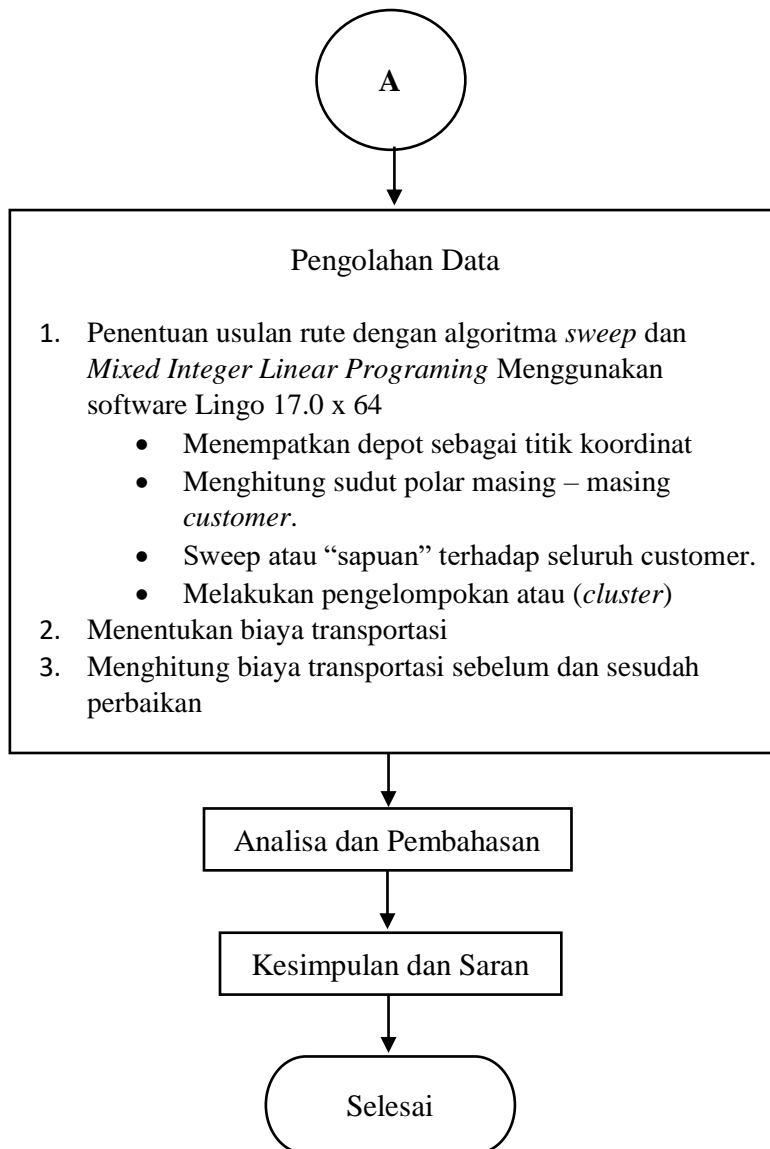 A
Pengolahan Data
1. Penentuan usulan rute dengan algoritma sweep dan
Mixed Integer Linear Programing Menggunakan
software Lingo 17.0 x 64
• Menempatkan depot sebagai titik koordinat
• Menghitung sudut polar masing – masing
customer.
• Sweep atau “sapuan” terhadap seluruh customer.
• Melakukan pengelompokan atau (cluster)
2. Menentukan biaya transportasi
3. Menghitung biaya transportasi sebelum dan sesudah
perbaikan
Analisa dan Pembahasan
Kesimpulan dan Saran
Selesai